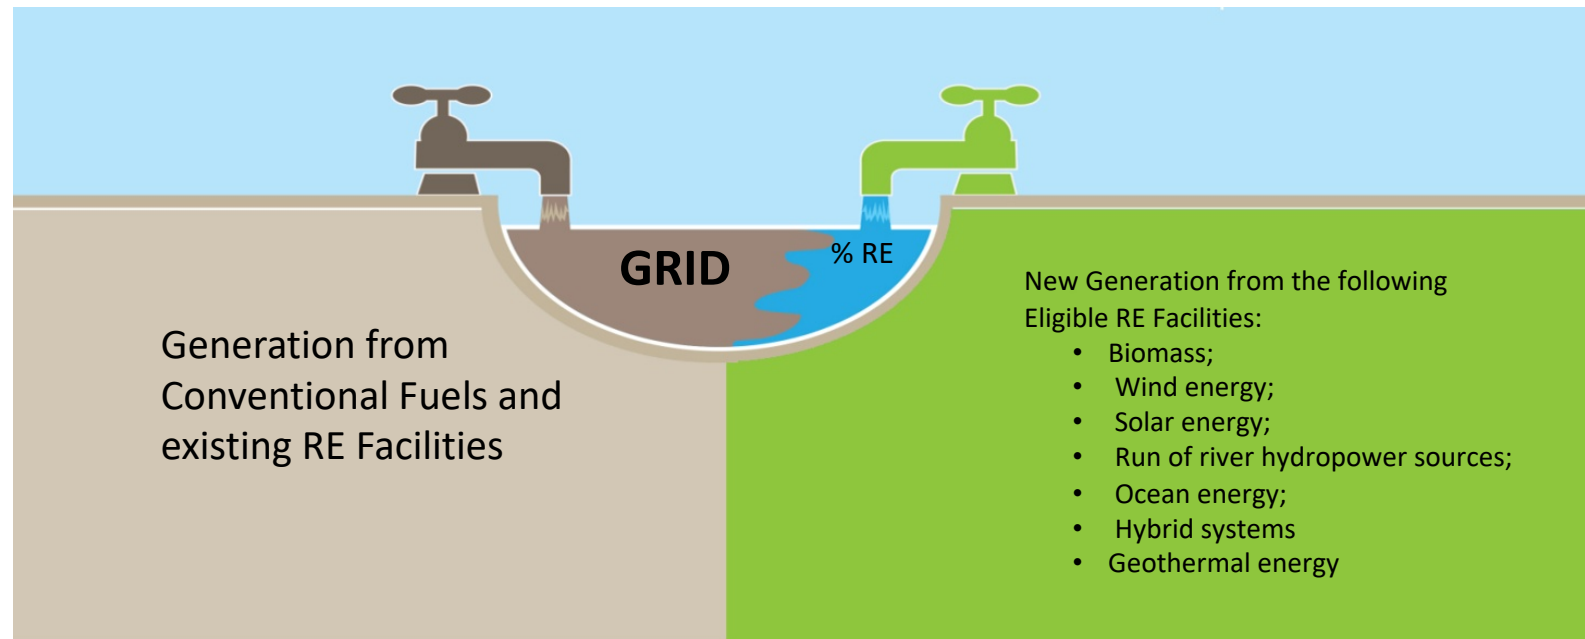 GRID
% RE
Generation from
Conventional Fuels and
existing RE Facilities
New Generation from the following
Eligible RE Facilities:
• Biomass;
• Wind energy;
• Solar energy;
• Run of river hydropower sources;
• Ocean energy;
• Hybrid systems
• Geothermal energy